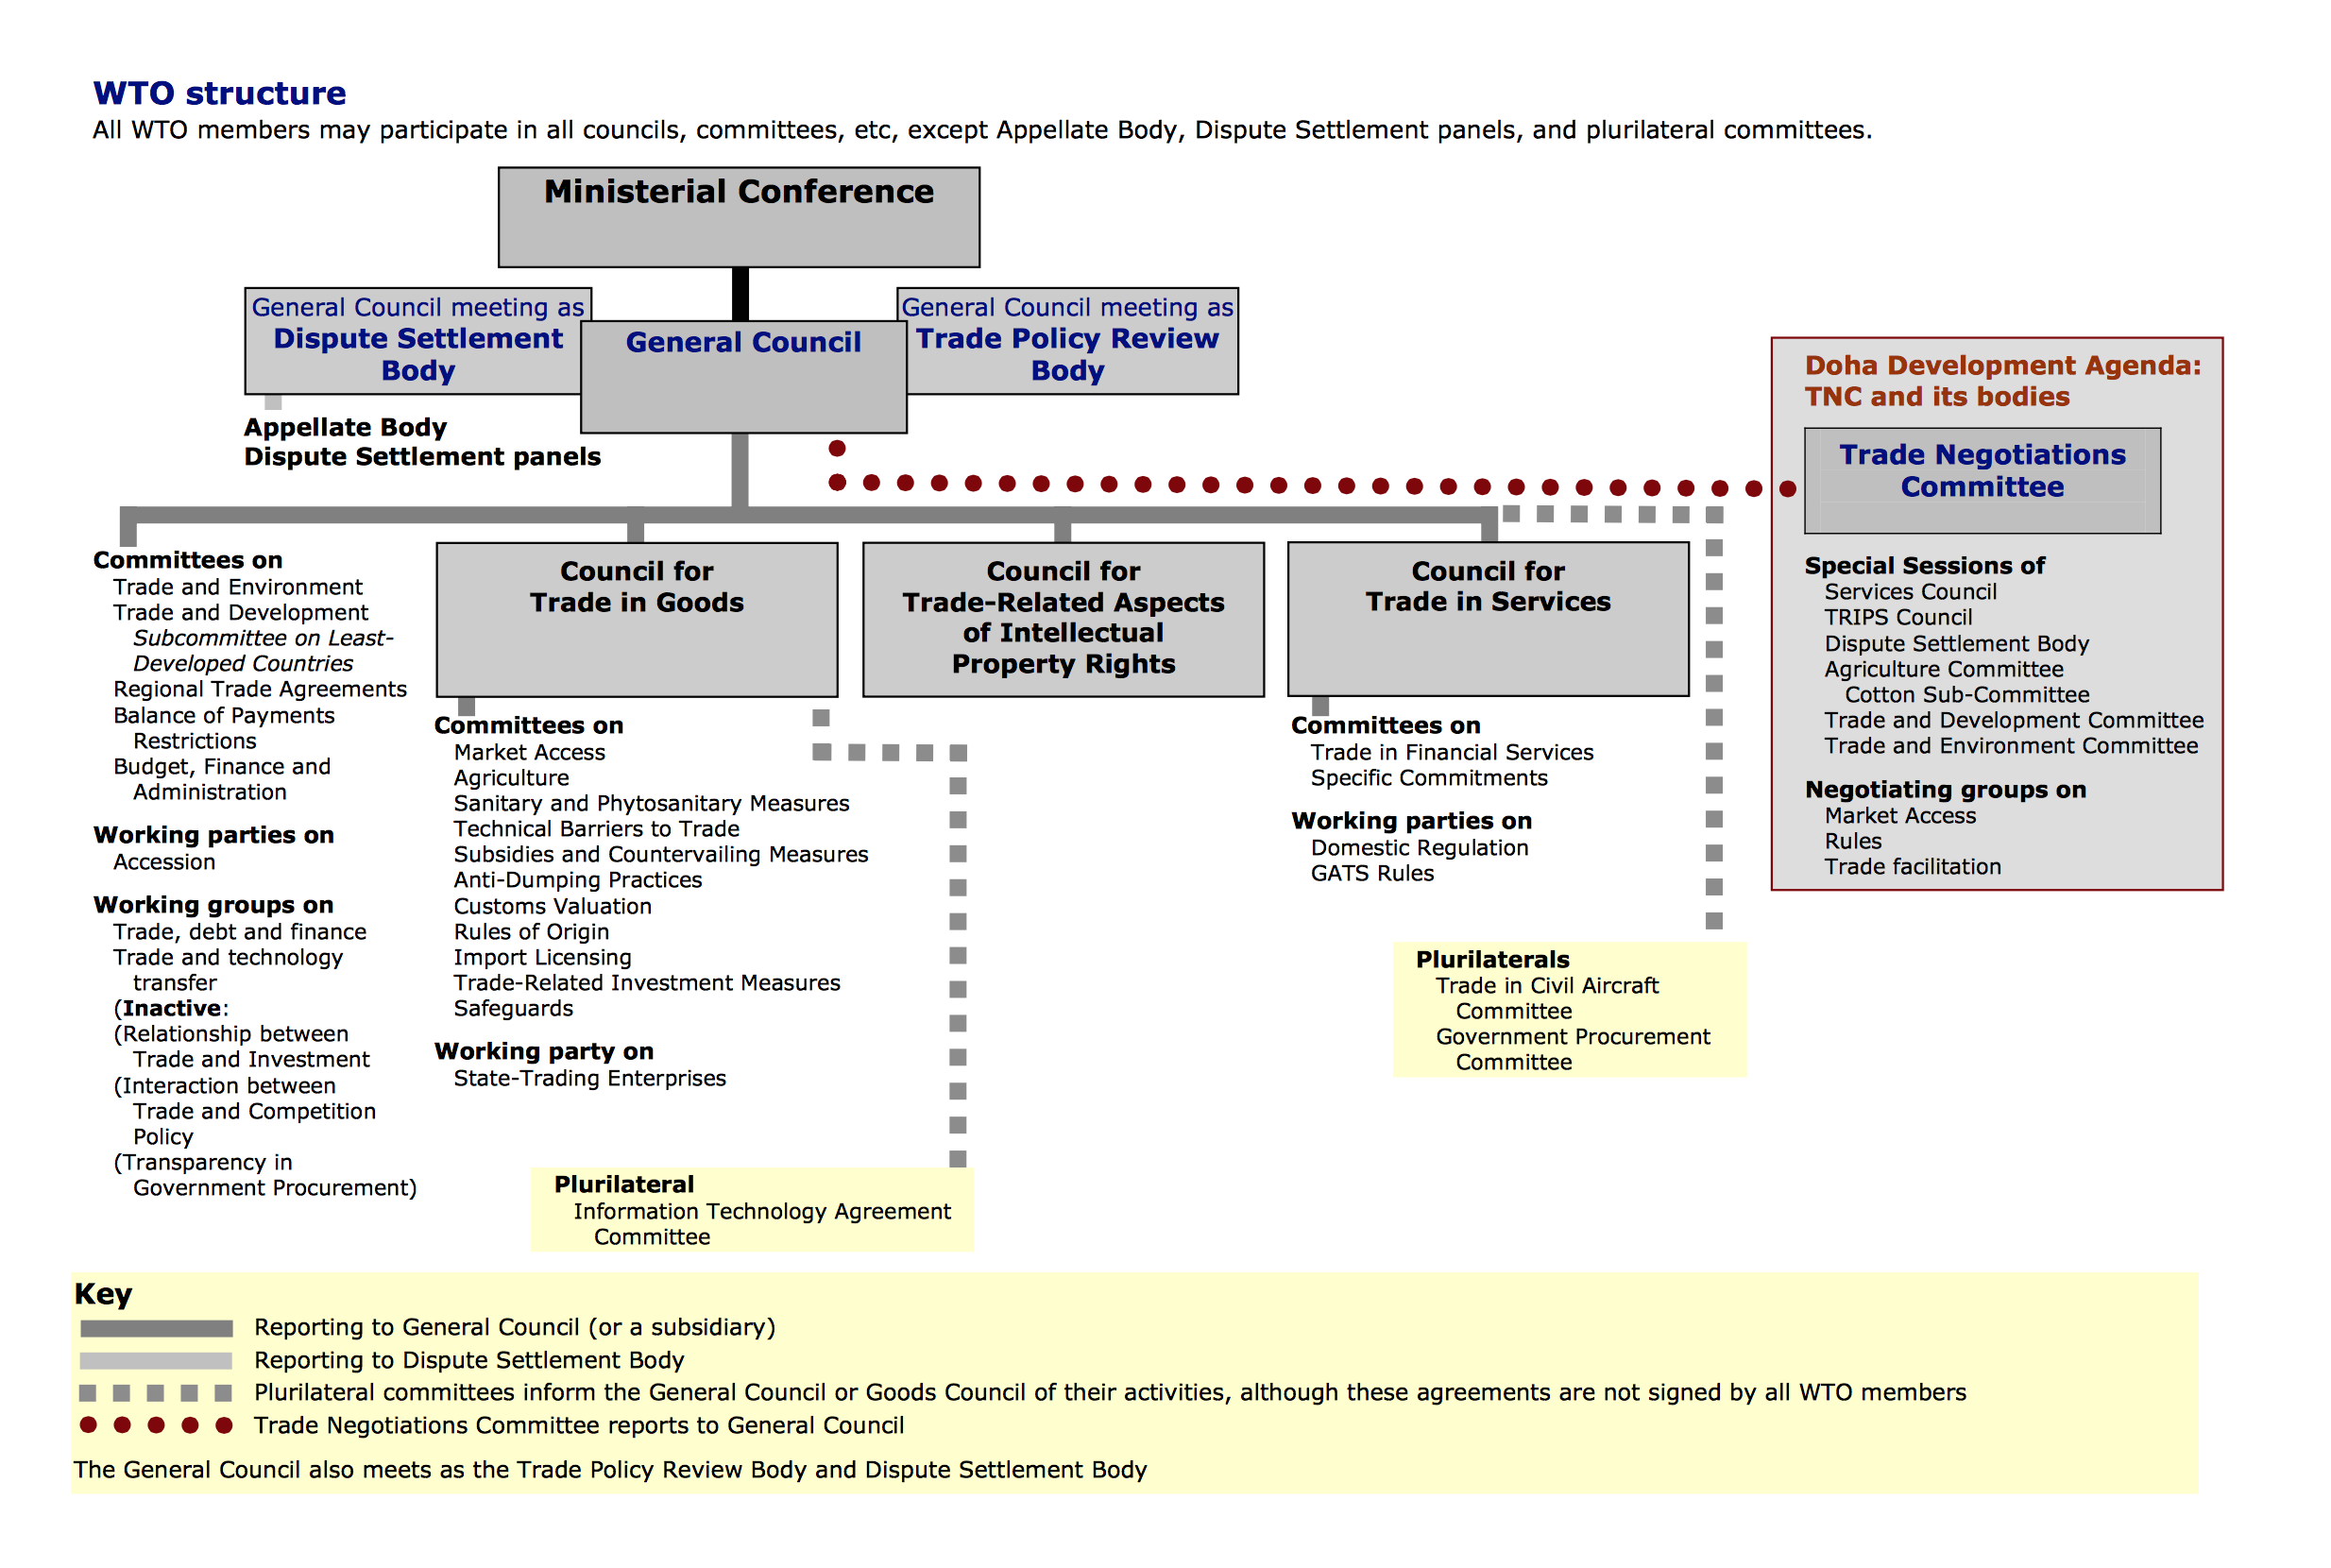 WTO structure
All WTO members may participate in all councils, committees, etc, except Appellate Body, Dispute Settlement panels, and plurilateral committees.
Ministerial Conference
General Council meeting as
Dispute Settlement
Body
General Council
General Council meeting as
Trade Policy Review
Body
Appellate Body
Dispute Settlement panels
Doha Development Agenda:
TNC and its bodies
Trade Negotiations
Committee
Special Sessions of
Services Council
TRIPS Council
Dispute Settlement Body
Agriculture Committee
Cotton Sub-Committee
Trade and Development Committee
Trade and Environment Committee
Negotiating groups on
Market Access
Rules
Trade facilitation
Committees on
Trade and Environment
Trade and Development
Subcommittee on Least-
Developed Countries
Regional Trade Agreements
Balance of Payments
Restrictions
Budget, Finance and
Administration
Working parties on
Accession
Working groups on
Trade, debt and finance
Trade and technology
transfer
(Inactive:
(Relationship between
Trade and Investment
(Interaction between
Trade and Competition
Policy
(Transparency in
Government Procurement)
Council for
Trade in Goods
Committees on
Market Access
Agriculture
Sanitary and Phytosanitary Measures
Technical Barriers to Trade
Subsidies and Countervailing Measures
Anti-Dumping Practices
Customs Valuation
Rules of Origin
Import Licensing
Trade-Related Investment Measures
Safeguards
Working party on
State-Trading Enterprises
Plurilateral
Information Technology Agreement
Committee
Council for
Trade-Related Aspects
of Intellectual
Property Rights
Council for
Trade in Services
Committees on
Trade in Financial Services
Specific Commitments
Working parties on
Domestic Regulation
GATS Rules
Plurilaterals
Trade in Civil Aircraft
Committee
Government Procurement
Committee
Key
Reporting to General Council (or a subsidiary)
Reporting to Dispute Settlement Body
Plurilateral committees inform the General Council or Goods Council of their activities, although these agreements are not signed by all WTO members
Trade Negotiations Committee reports to General Council
The General Council also meets as the Trade Policy Review Body and Dispute Settlement Body